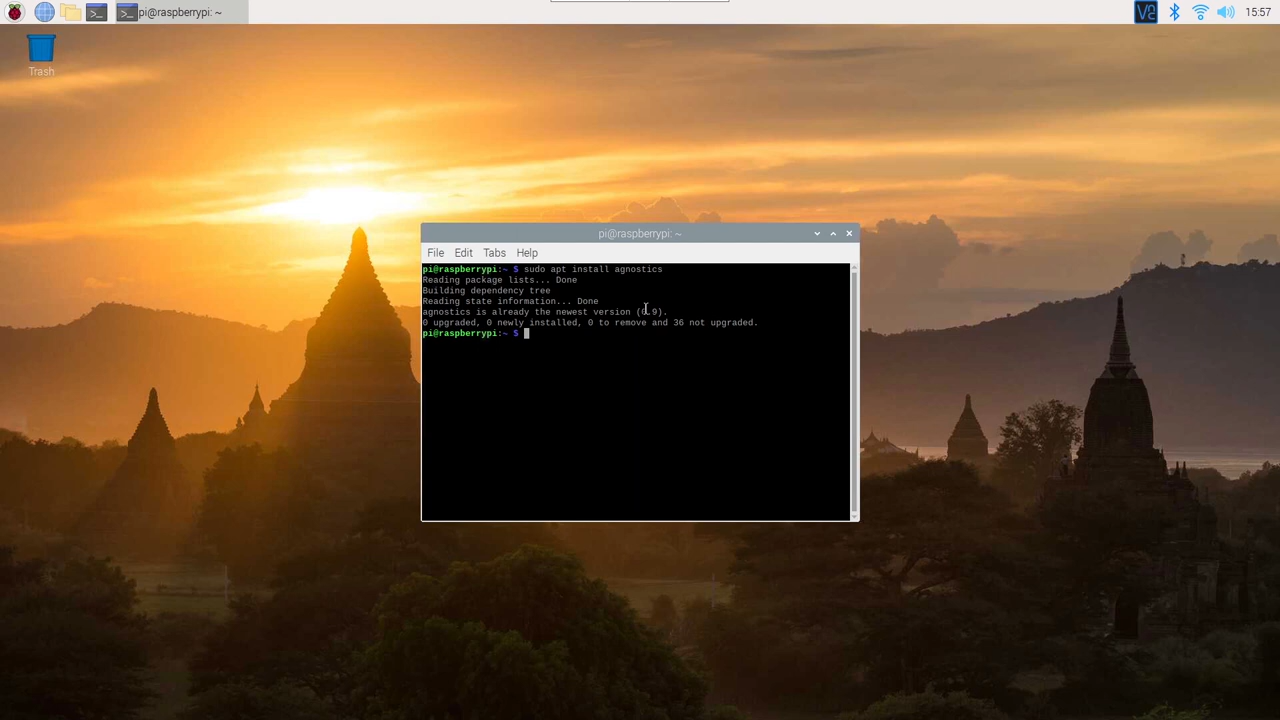 pi@raspberrypi: ~
15:57
Trash
pi@raspberrypi: ~
File Edit Tabs Help
pi@raspberrypi:~ $ sudo apt install agnostics
Reading package lists... Done
Building dependency tree
Reading state information... Done
agnostics is already the newest version (0.9).
0 upgraded, 0 newly installed, 0 to remove and 36 not upgraded.
pi@raspberrypi:~ $